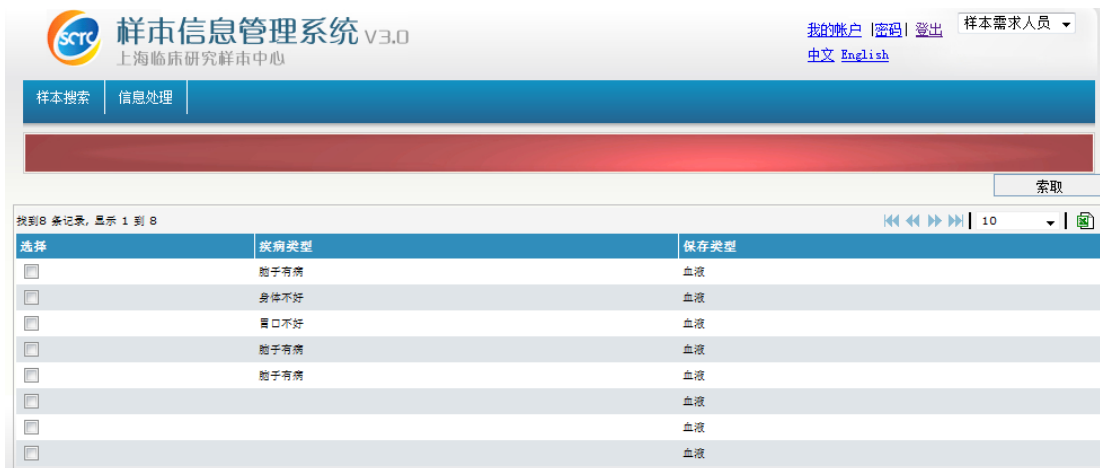 SCTC 样本信息管理系统 V3.0
上海临床研究样本中心
我的帐户 |密码| 登出 样本需求人员
中文 English
样本搜索 信息处理
索取
找到8 条记录, 显示 1 到 8 10
选择 疾病类型 保存类型
脑子有病 血液
身体不好 血液
胃口不好 血液
脑子有病 血液
脑子有病 血液
血液
血液
血液